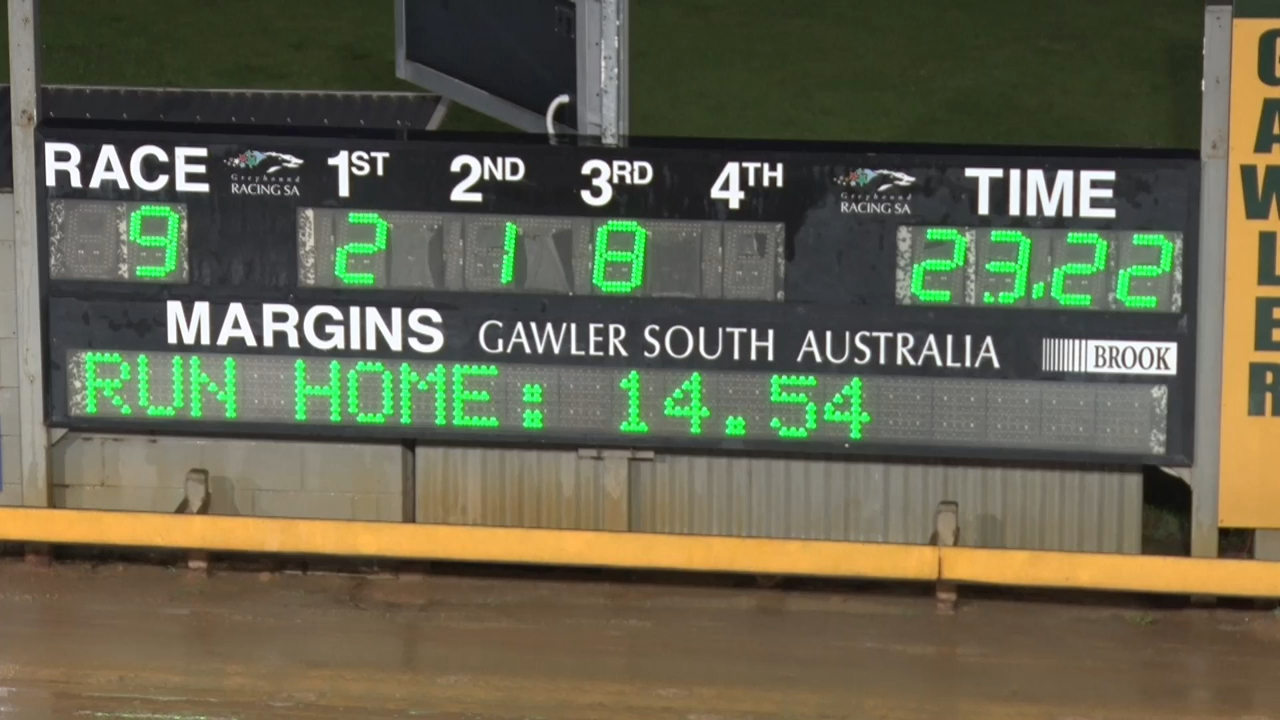 RACE 1ST 2ND 3RD 4TH TIME
Greyhound RACING SA Greyhound RACING SA
9 2 1 8 23.22
MARGINS GAWLER SOUTH AUSTRALIA BROOK
RUN HOME: 14.54
GAWLER